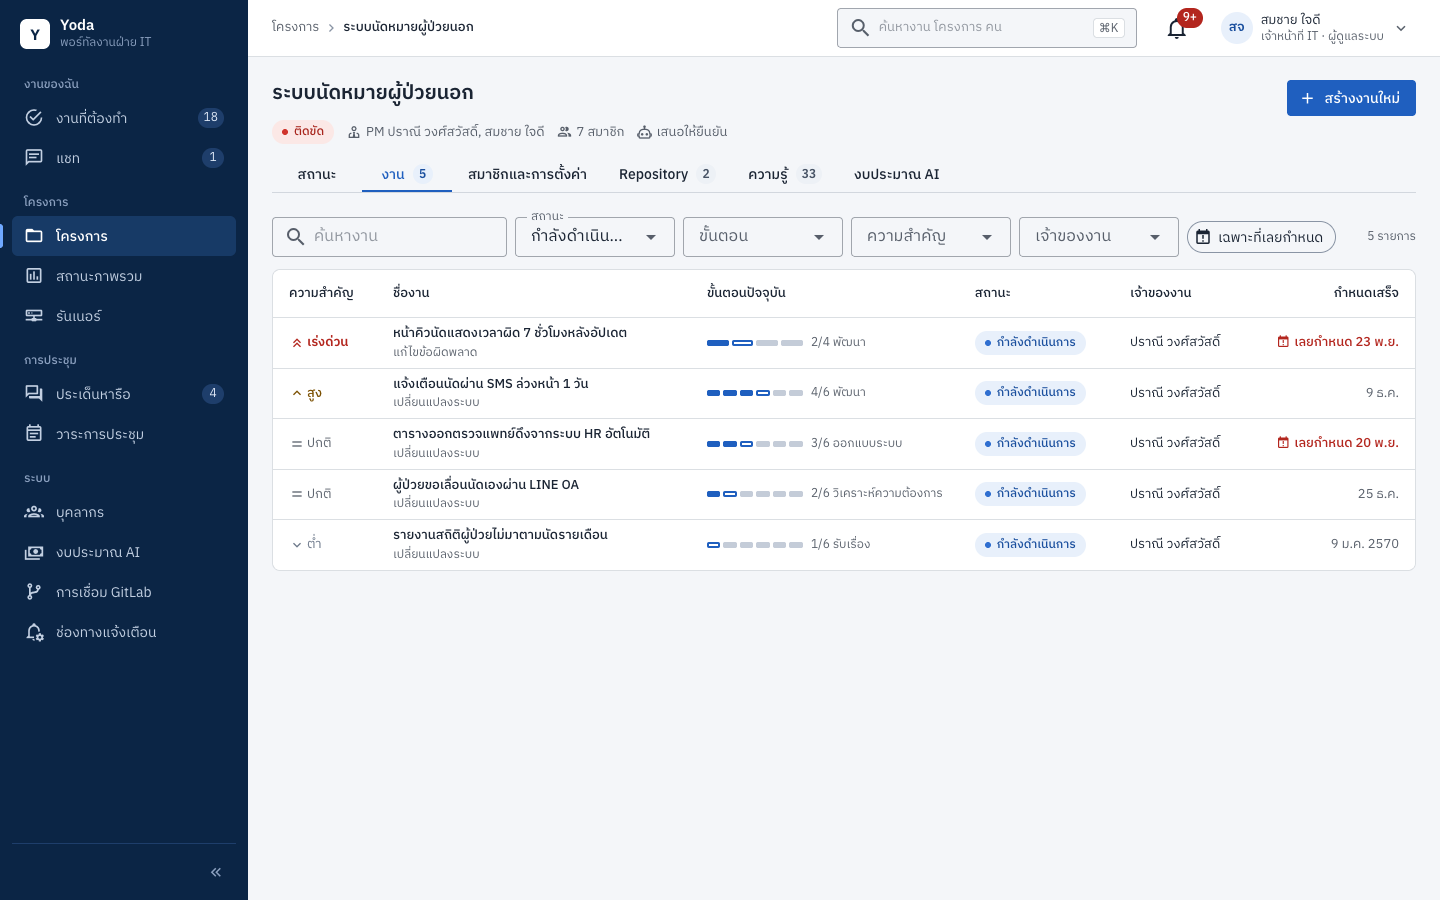 Y
Yoda
พอร์ทัลงานฝ่าย IT
งานของฉัน
งานที่ต้องทำ 18
แชท 1
โครงการ
โครงการ
สถานะภาพรวม
รันเนอร์
การประชุม
ประเด็นหารือ 4
วาระการประชุม
ระบบ
บุคลากร
งบประมาณ AI
การเชื่อม GitLab
ช่องทางแจ้งเตือน
โครงการ ระบบนัดหมายผู้ป่วยนอก
ค้นหางาน โครงการ คน ⌘K
9+
สจ
สมชาย ใจดี
เจ้าหน้าที่ IT · ผู้ดูแลระบบ
ระบบนัดหมายผู้ป่วยนอก
สร้างงานใหม่
ติดขัด PM ปราณี วงศ์สวัสดิ์, สมชาย ใจดี 7 สมาชิก เสนอให้ยืนยัน
สถานะ งาน 5 สมาชิกและการตั้งค่า Repository 2 ความรู้ 33 งบประมาณ AI
ค้นหางาน
สถานะ
กำลังดำเนิน...
ขั้นตอน
ความสำคัญ
เจ้าของงาน
เฉพาะที่เลยกำหนด
5 รายการ
ความสำคัญ ชื่องาน ขั้นตอนปัจจุบัน สถานะ เจ้าของงาน กำหนดเสร็จ
เร่งด่วน หน้าคิวนัดแสดงเวลาผิด 7 ชั่วโมงหลังอัปเดต 2/4 พัฒนา กำลังดำเนินการ ปราณี วงศ์สวัสดิ์ เลยกำหนด 23 พ.ย.
แก้ไขข้อผิดพลาด
สูง แจ้งเตือนนัดผ่าน SMS ล่วงหน้า 1 วัน 4/6 พัฒนา กำลังดำเนินการ ปราณี วงศ์สวัสดิ์ 9 ธ.ค.
เปลี่ยนแปลงระบบ
ปกติ ตารางออกตรวจแพทย์ดึงจากระบบ HR อัตโนมัติ 3/6 ออกแบบระบบ กำลังดำเนินการ ปราณี วงศ์สวัสดิ์ เลยกำหนด 20 พ.ย.
เปลี่ยนแปลงระบบ
ปกติ ผู้ป่วยขอเลื่อนนัดเองผ่าน LINE OA 2/6 วิเคราะห์ความต้องการ กำลังดำเนินการ ปราณี วงศ์สวัสดิ์ 25 ธ.ค.
เปลี่ยนแปลงระบบ
ต่ำ รายงานสถิติผู้ป่วยไม่มาตามนัดรายเดือน 1/6 รับเรื่อง กำลังดำเนินการ ปราณี วงศ์สวัสดิ์ 9 ม.ค. 2570
เปลี่ยนแปลงระบบ